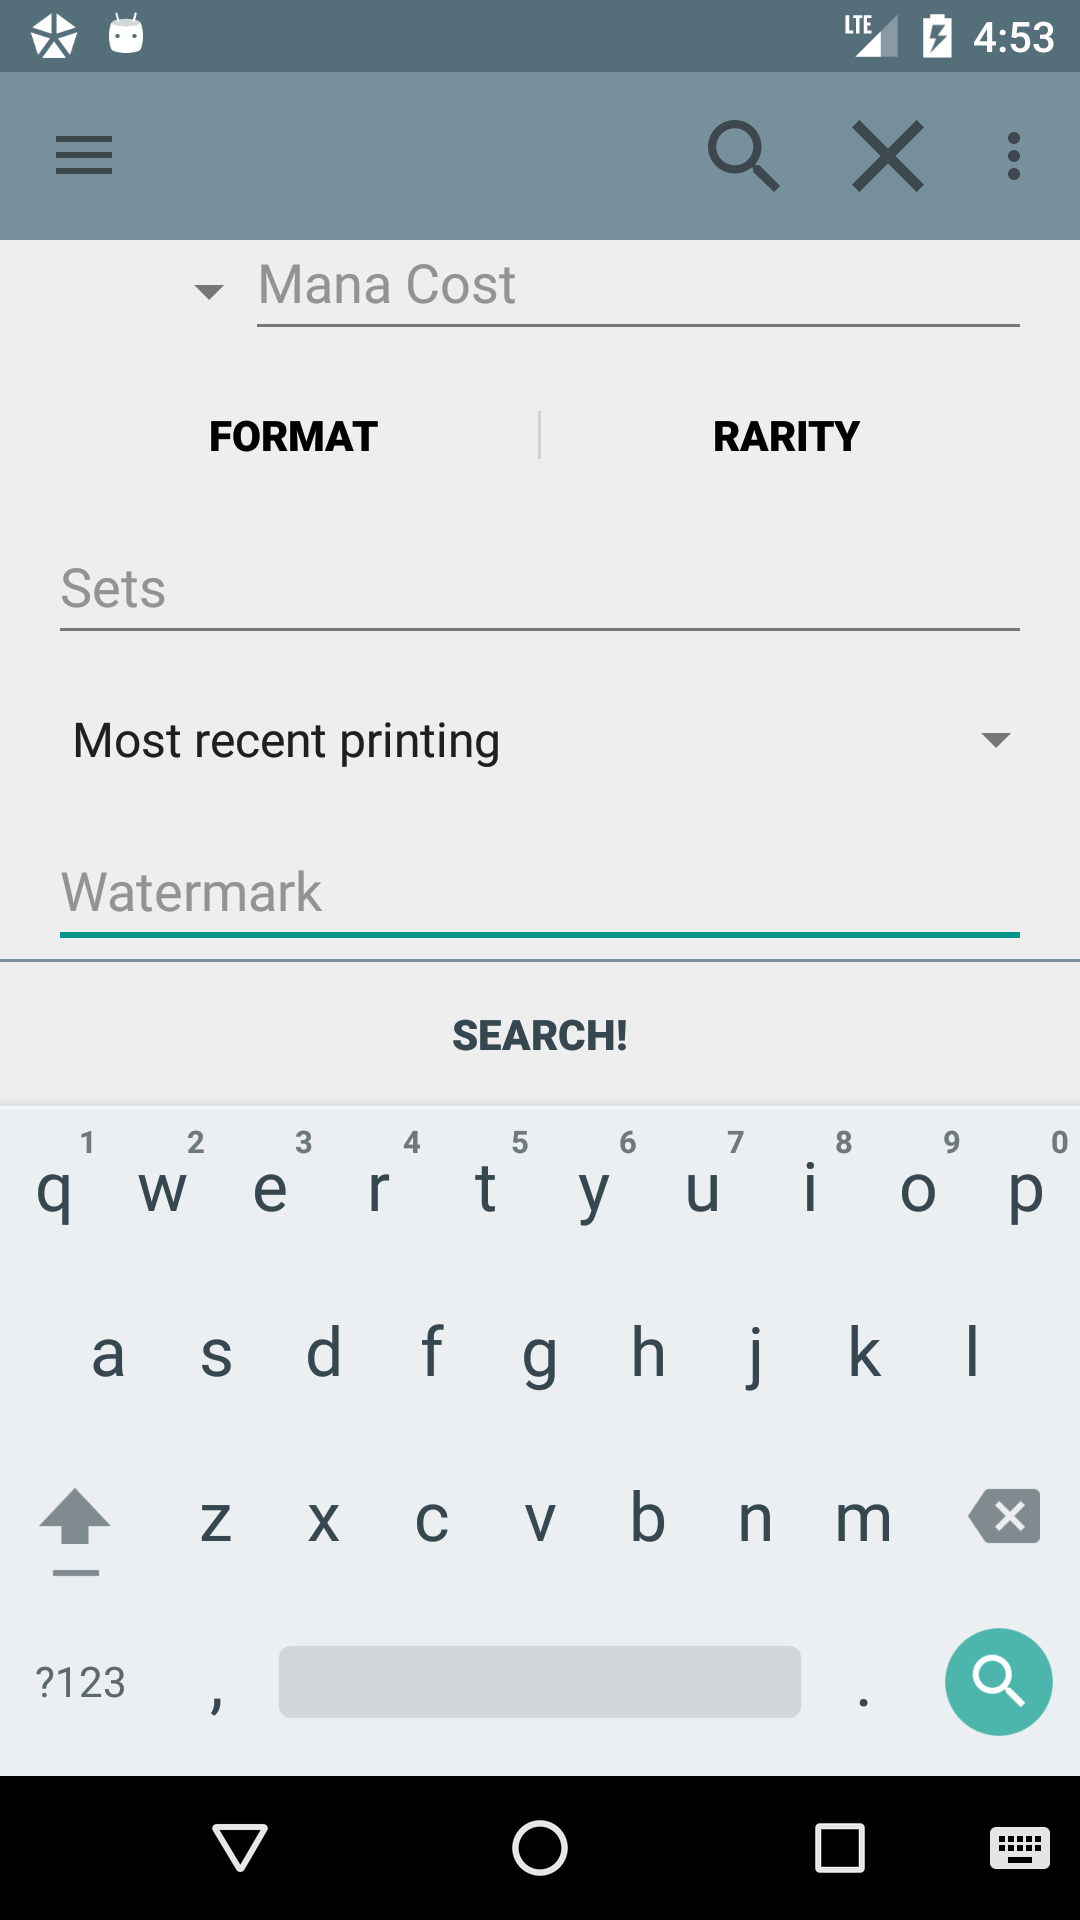 LTE 4:53
Mana Cost
FORMAT RARITY
Sets
Most recent printing
Watermark
SEARCH!
1 2 3 4 5 6 7 8 9 0
q w e r t y u i o p
a s d f g h j k l
z x c v b n m
?123 , .